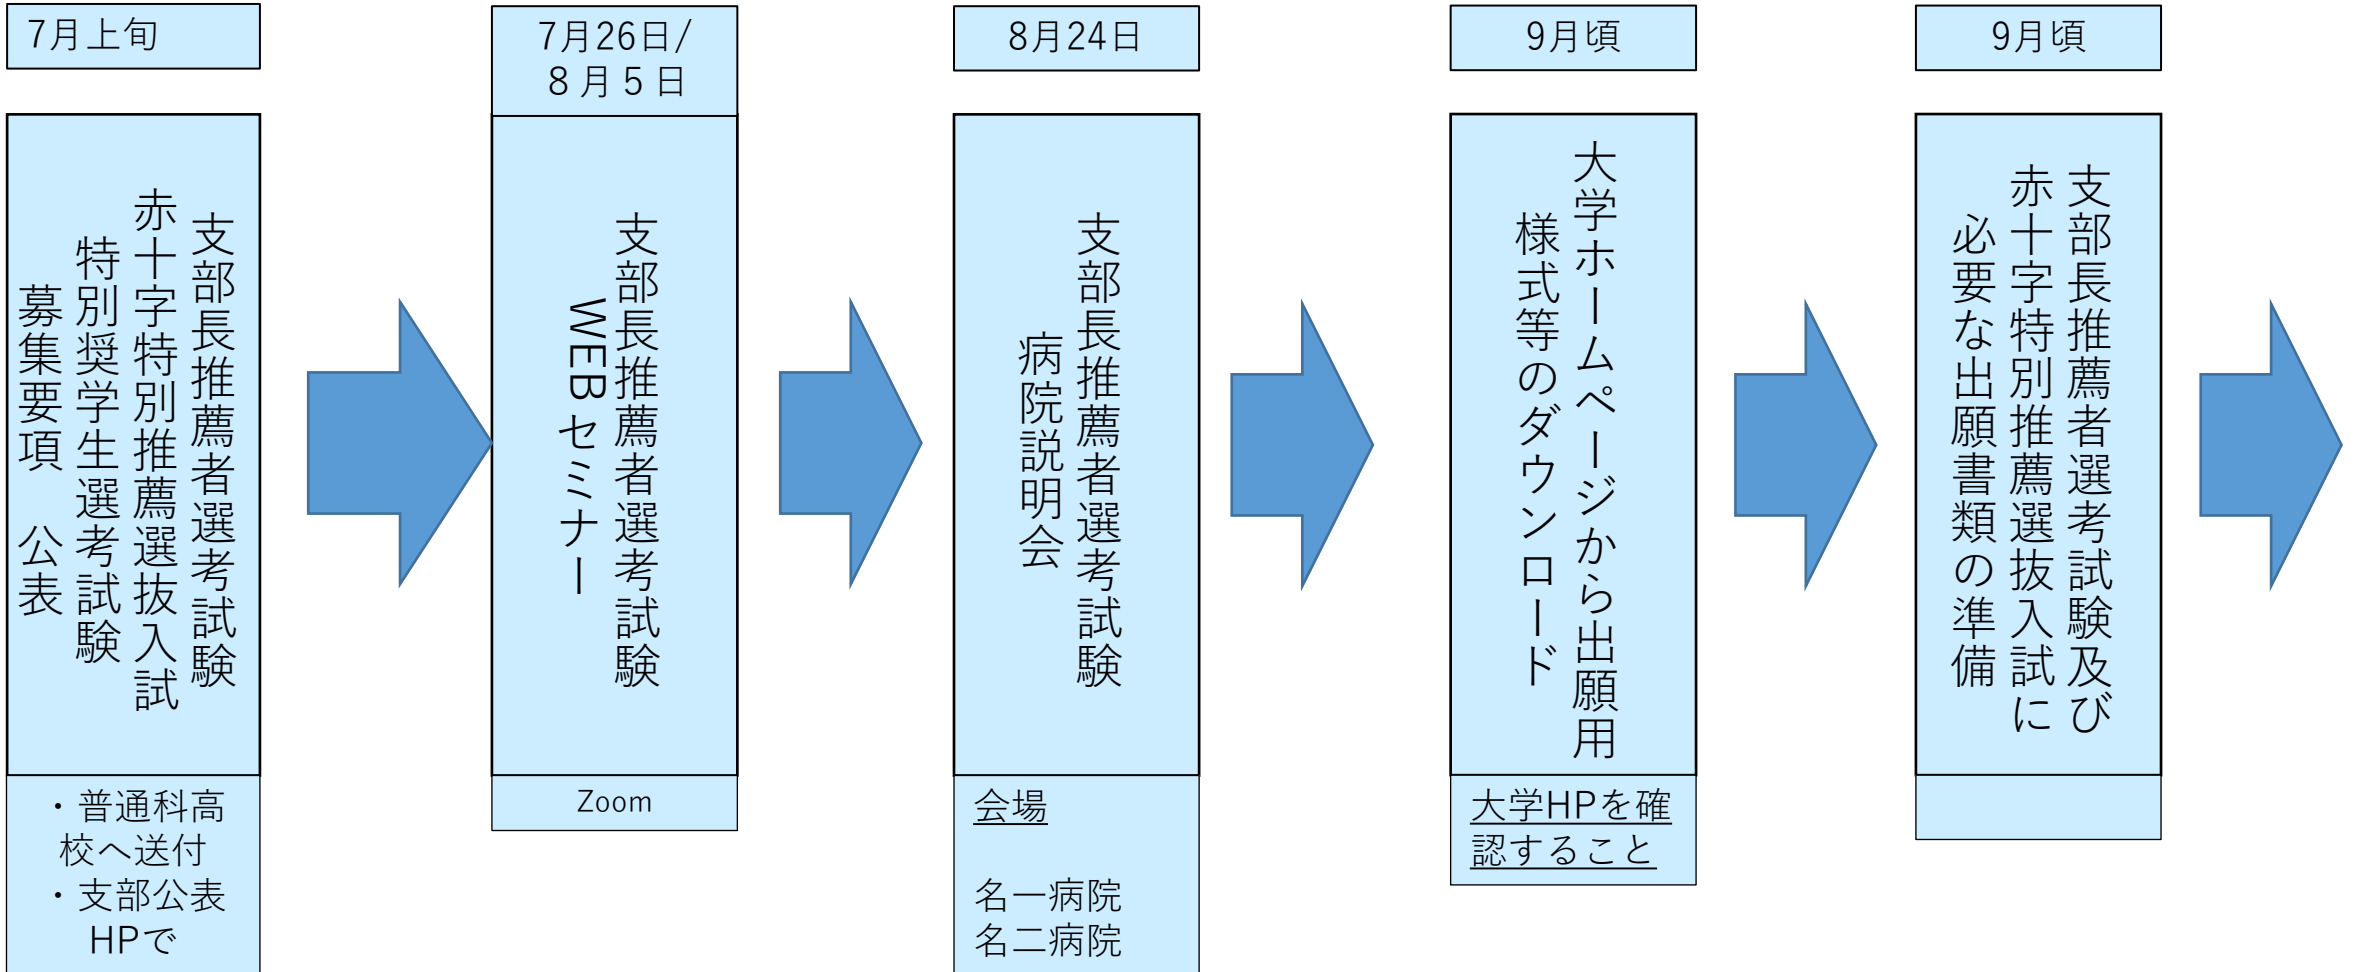 7月上旬
支部長推薦者選考試験
赤十字特別推薦選抜入試
特別奨学生選考試験
募集要項　公表
・普通科高
校へ送付
・支部公表
HPで
7月26日/
８月５日
支部長推薦者選考試験
WEBセミナー
Zoom
8月24日
支部長推薦者選考試験
病院説明会
会場
名一病院
名二病院
9月頃
大学ホームページから出願用
様式等のダウンロード
大学HPを確
認すること
9月頃
支部長推薦者選考試験及び
赤十字特別推薦選抜入試に
必要な出願書類の準備